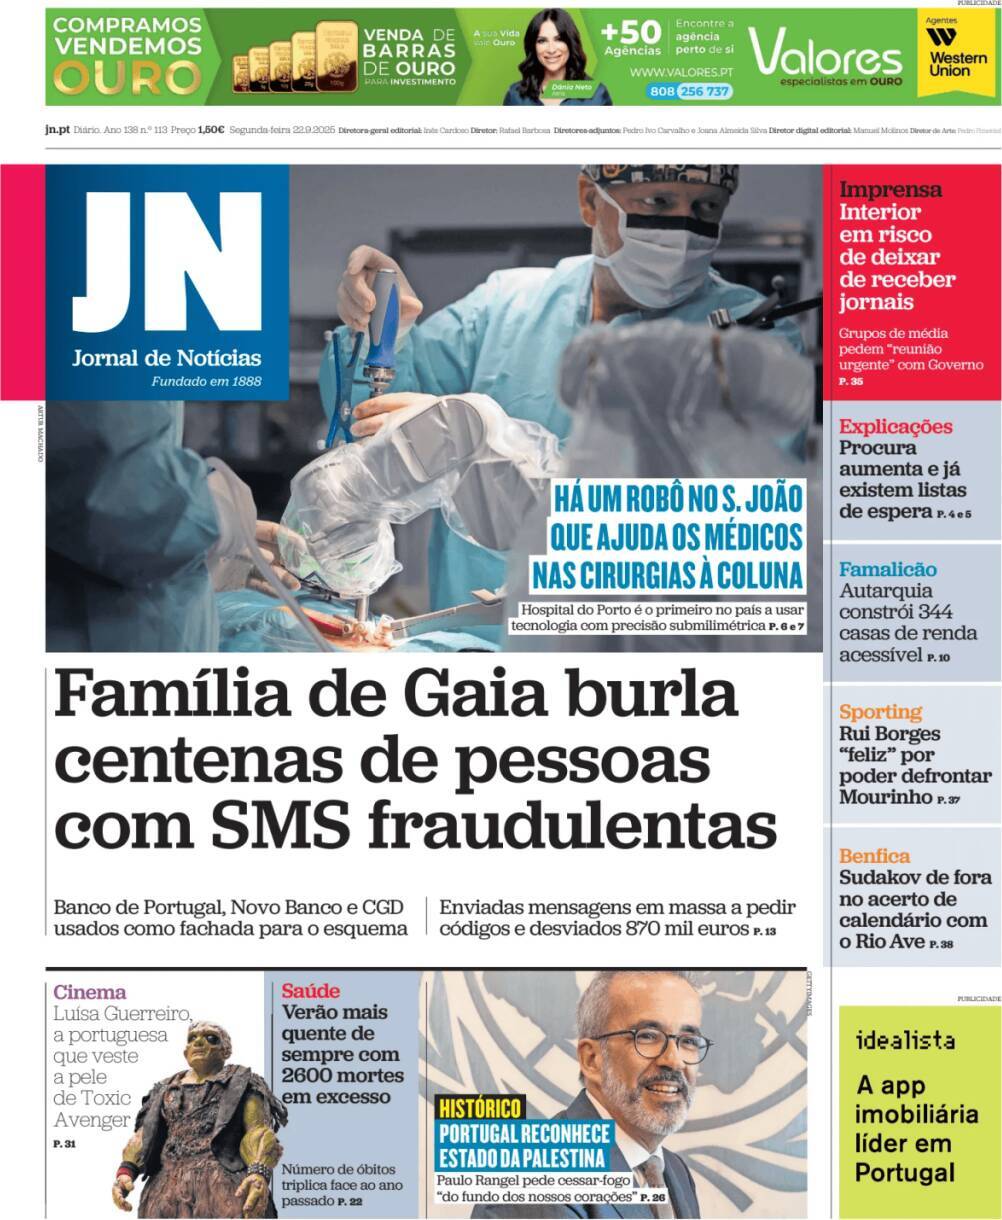 PUBLICIDADE
COMPRAMOS
VENDEMOS
OURO
VENDA DE
BARRAS
DE OURO
PARA INVESTIMENTO
A sua Vida
vale Ouro
Dânia Neto
Atriz
+50
Agências
Encontre a
agência
perto de si
WWW.VALORES.PT
808 256 737
Valores
especialistas em OURO
Agentes
Western
Union
jn.pt Diário. Ano 138 n.º 113 Preço 1,50€ Segunda-feira 22.9.2025 Diretora-geral editorial: Inês Cardoso Diretor: Rafael Barbosa Diretores-adjuntos: Pedro Ivo Carvalho e Joana Almeida Silva Diretor digital editorial: Manuel Molinos Diretor de Arte: Pedro Pimentel
JN
Jornal de Notícias
Fundado em 1888
ARTUR MACHADO
HÁ UM ROBÔ NO S. JOÃO
QUE AJUDA OS MÉDICOS
NAS CIRURGIAS À COLUNA
Hospital do Porto é o primeiro no país a usar
tecnologia com precisão submilimétrica P. 6 e 7
Imprensa
Interior
em risco
de deixar
de receber
jornais
Grupos de média
pedem “reunião
urgente” com Governo
P. 35
Explicações
Procura
aumenta e já
existem listas
de espera P. 4 e 5
Famalicão
Autarquia
constrói 344
casas de renda
acessível P. 10
Sporting
Rui Borges
“feliz” por
poder defrontar
Mourinho P. 37
Benfica
Sudakov de fora
no acerto de
calendário com
o Rio Ave P. 38
Família de Gaia burla
centenas de pessoas
com SMS fraudulentas
Banco de Portugal, Novo Banco e CGD
usados como fachada para o esquema
Enviadas mensagens em massa a pedir
códigos e desviados 870 mil euros P. 13
Cinema
Luísa Guerreiro,
a portuguesa
que veste
a pele
de Toxic
Avenger
P. 31
Saúde
Verão mais
quente de
sempre com
2600 mortes
em excesso
Número de óbitos
triplica face ao ano
passado P. 22
GETTY IMAGES
HISTÓRICO
PORTUGAL RECONHECE
ESTADO DA PALESTINA
Paulo Rangel pede cessar-fogo
“do fundo dos nossos corações” P. 26
PUBLICIDADE
idealista
A app
imobiliária
líder em
Portugal